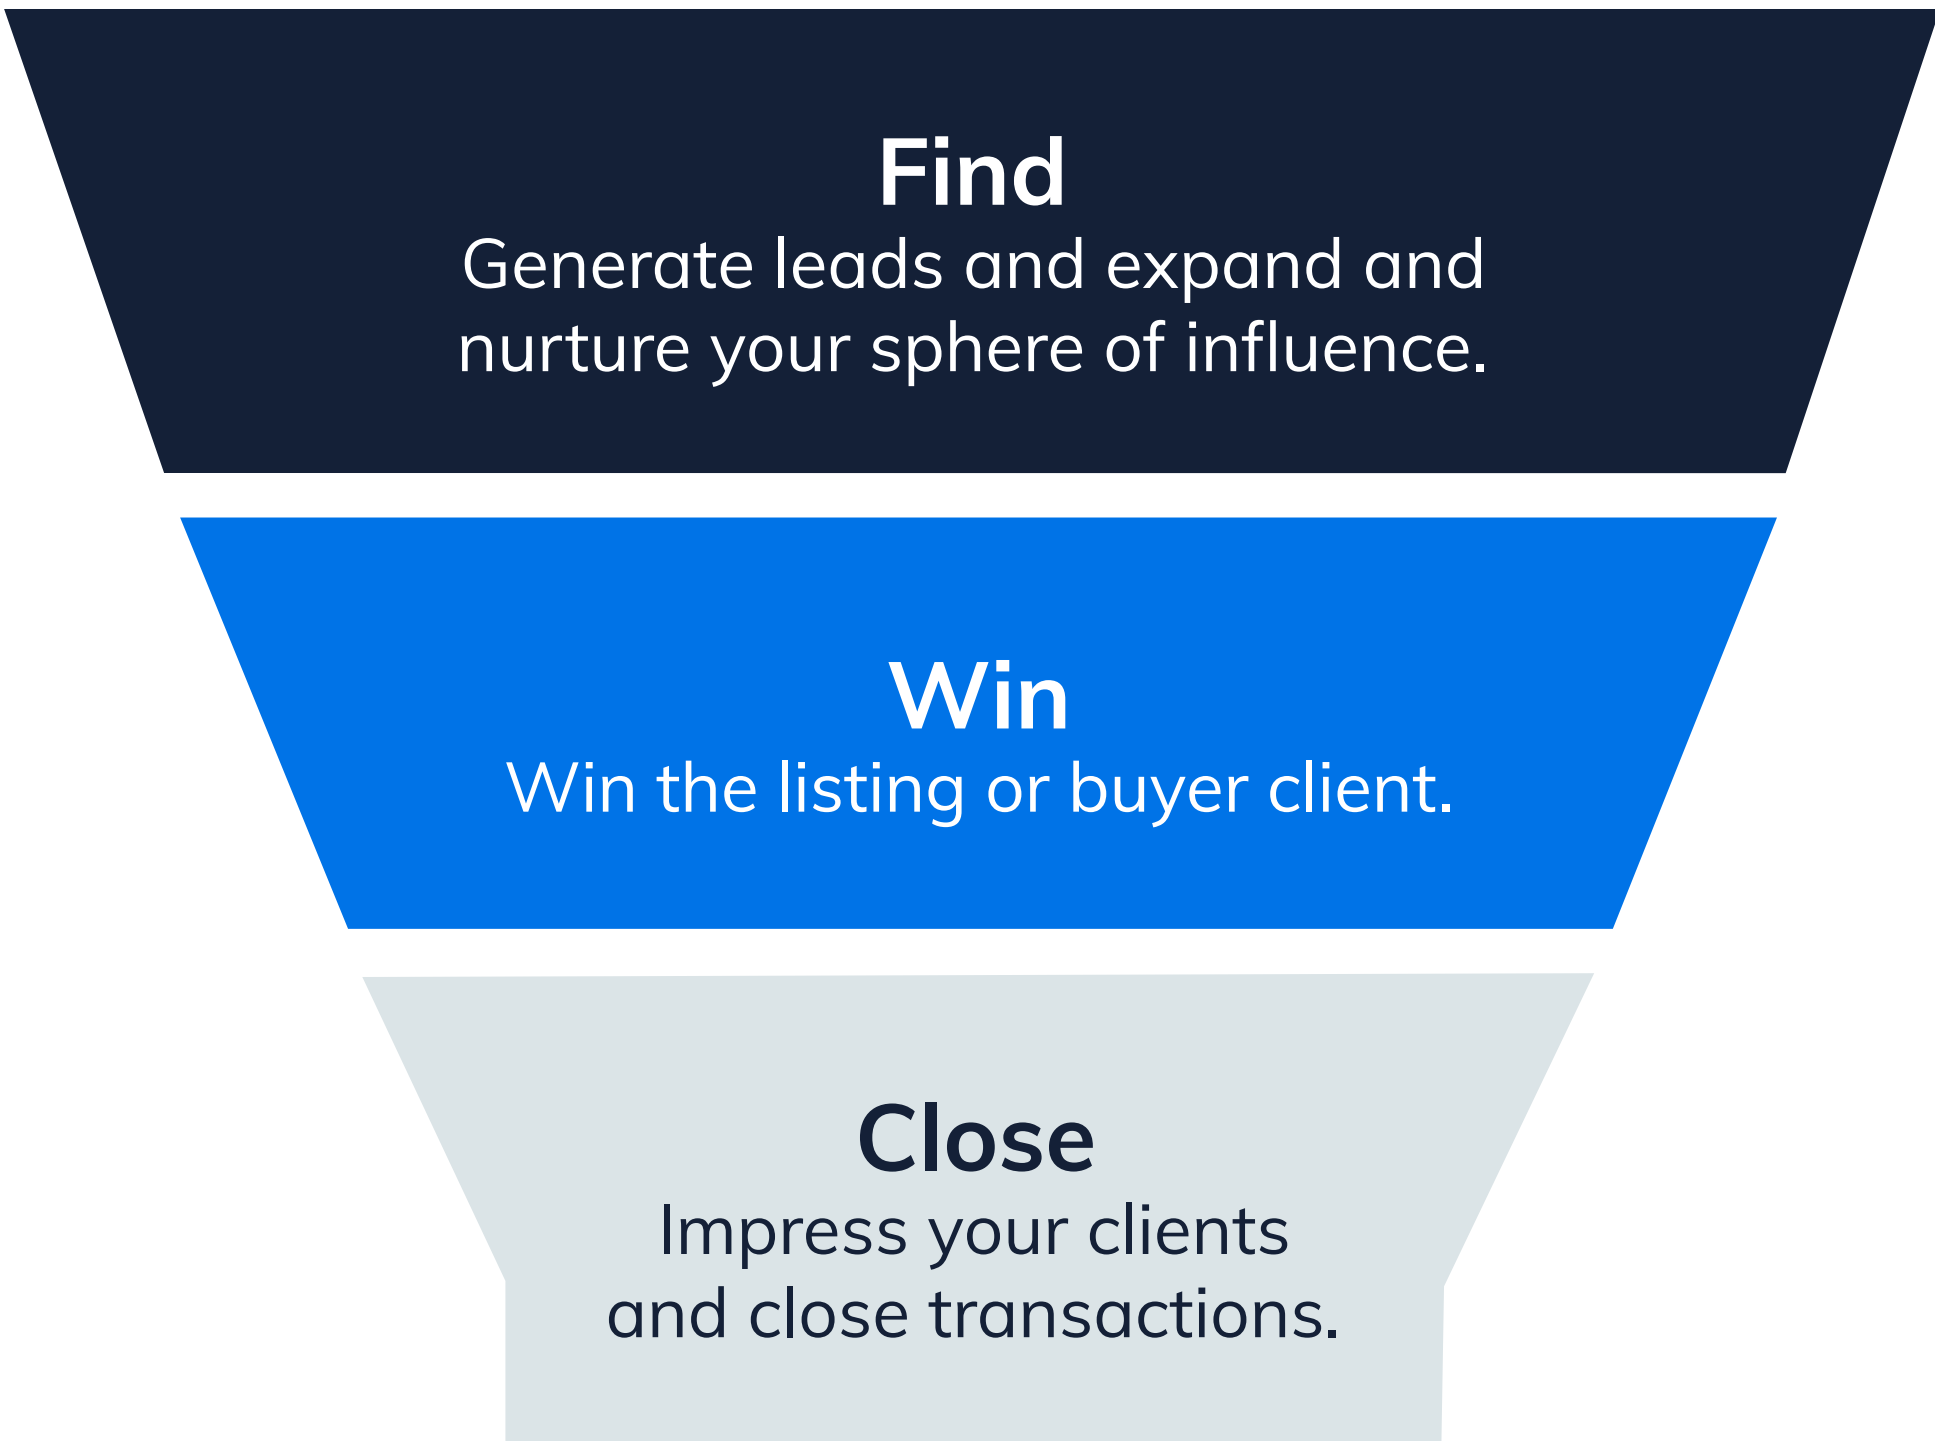 Find
Generate leads and expand and
nurture your sphere of influence.
Win
Win the listing or buyer client.
Close
Impress your clients
and close transactions.